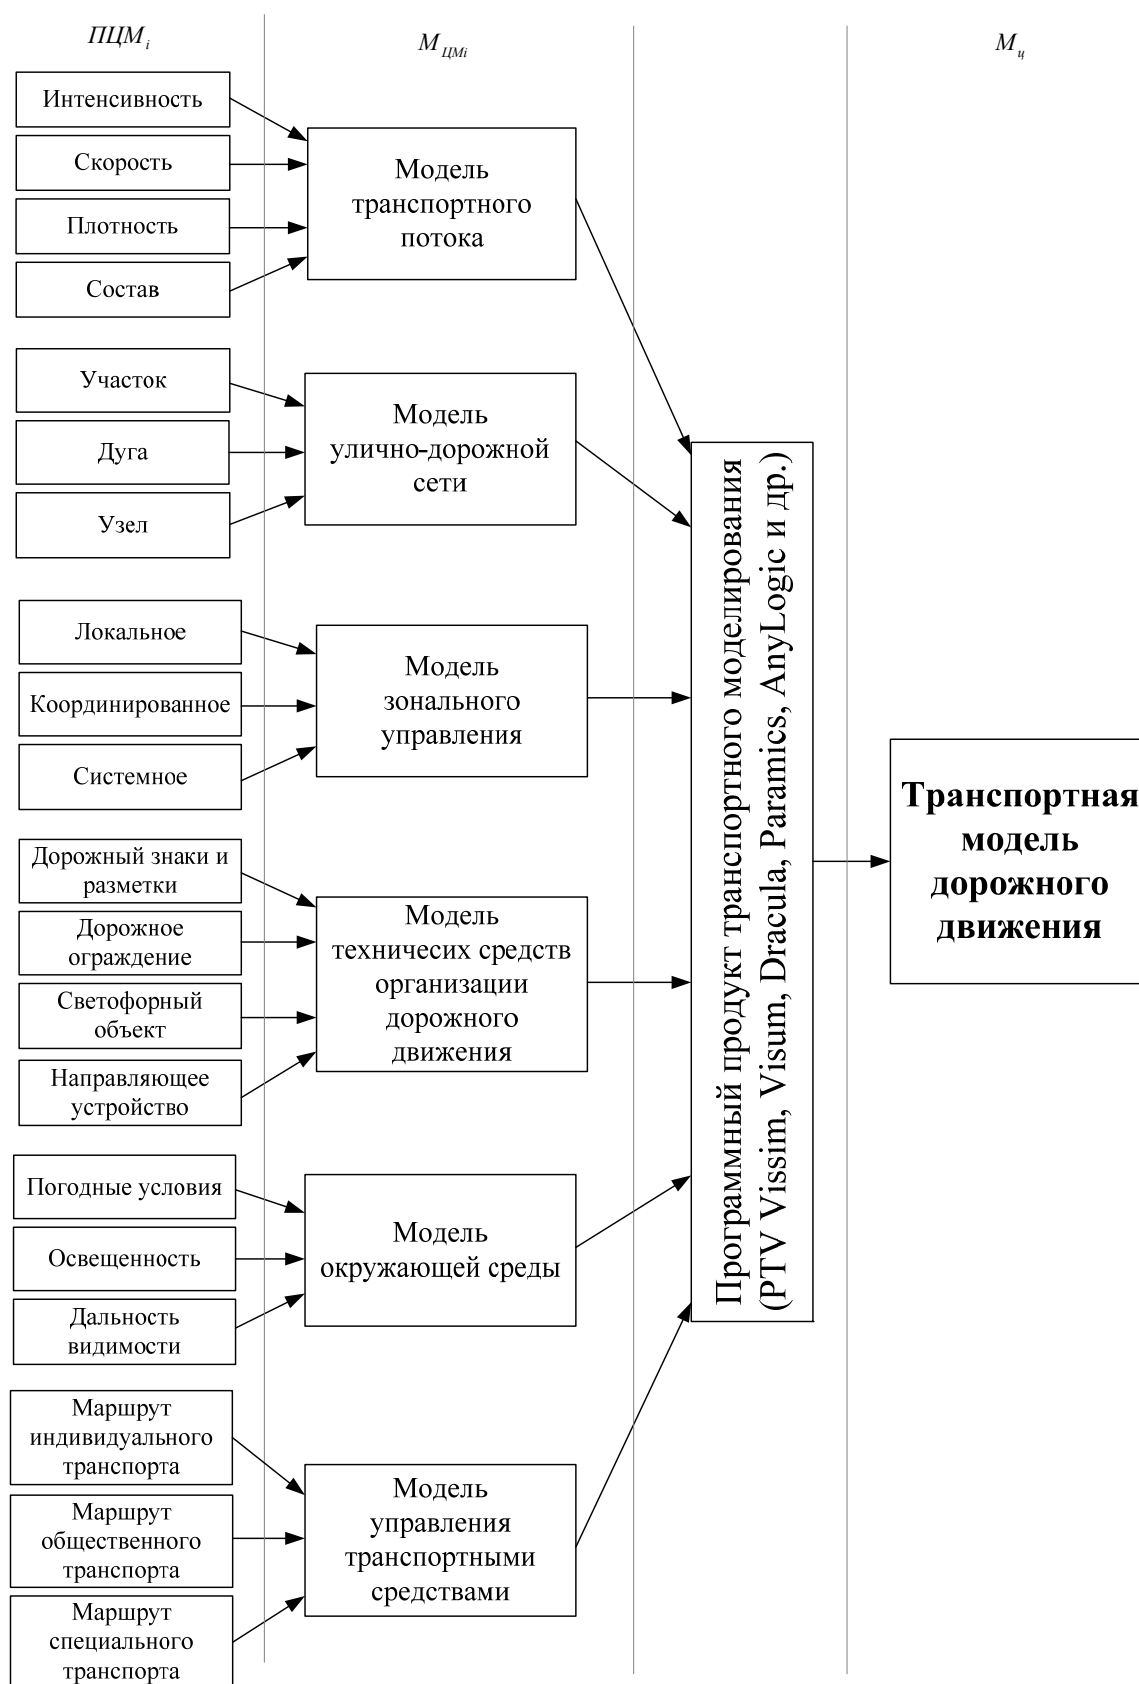 ПЦМ i
М ЦМi
М ц
Интенсивность
Скорость
Плотность
Состав
Модель
транспортного
потока
Участок
Дуга
Узел
Модель
улично-дорожной
сети
Локальное
Координированное
Системное
Модель
зонального
управления
Дорожный знаки и
разметки
Дорожное
ограждение
Светофорный
объект
Направляющее
устройство
Модель
техничесих средств
организации
дорожного
движения
Погодные условия
Освещенность
Дальность
видимости
Модель
окружающей среды
Маршрут
индивидуального
транспорта
Маршрут
общественного
транспорта
Маршрут
специального
транспорта
Модель
управления
транспортными
средствами
Программный продукт транспортного моделирования
(PTV Vissim, Visum, Dracula, Paramics, AnyLogic и др.)
Транспортная
модель
дорожного
движения